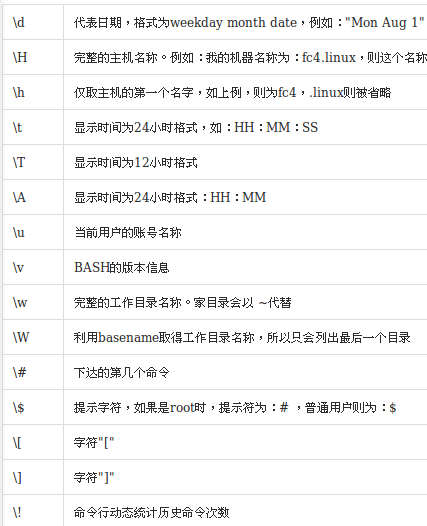 \d 代表日期，格式为weekday month date，例如："Mon Aug 1"
\H 完整的主机名称。例如：我的机器名称为：fc4.linux，则这个名称
\h 仅取主机的第一个名字，如上例，则为fc4，.linux则被省略
\t 显示时间为24小时格式，如：HH：MM：SS
\T 显示时间为12小时格式
\A 显示时间为24小时格式：HH：MM
\u 当前用户的账号名称
\v BASH的版本信息
\w 完整的工作目录名称。家目录会以 ~代替
\W 利用basename取得工作目录名称，所以只会列出最后一个目录
\# 下达的第几个命令
\$ 提示字符，如果是root时，提示符为：# ，普通用户则为：$
\[ 字符"["
\] 字符"]"
\! 命令行动态统计历史命令次数